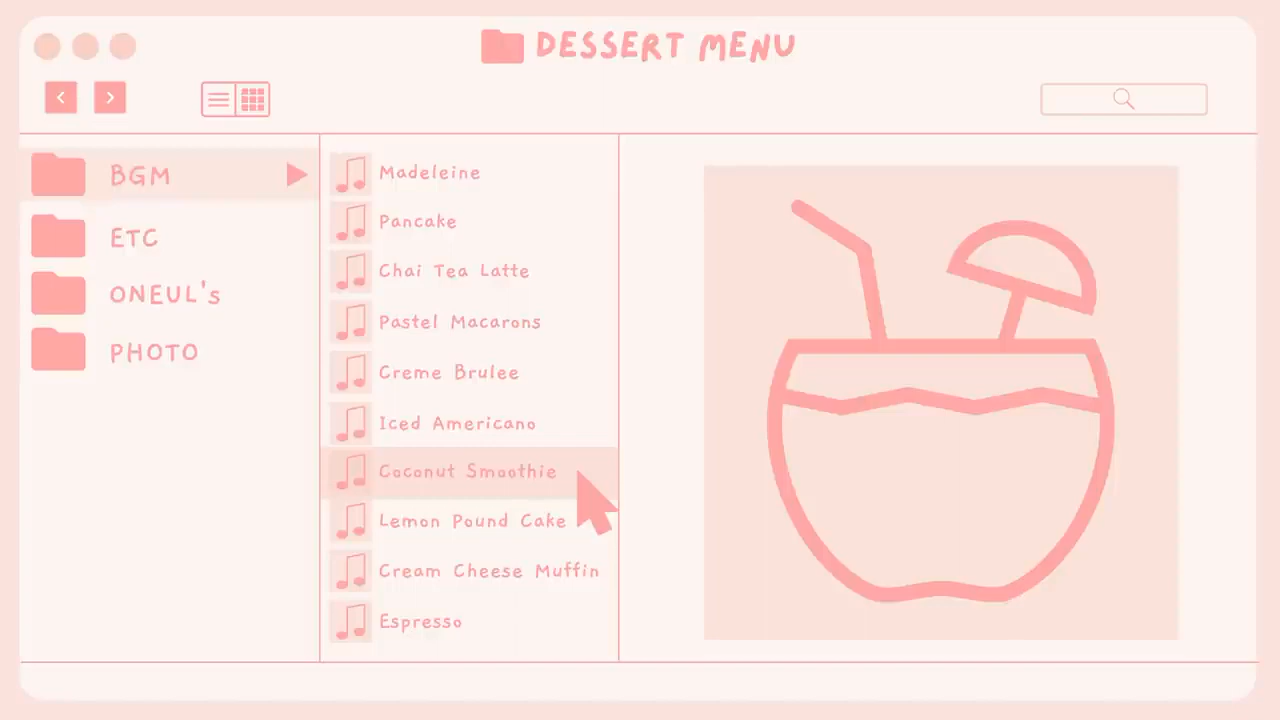 DESSERT MENU
BGM
ETC
ONEUL's
PHOTO
Madeleine
Pancake
Chai Tea Latte
Pastel Macarons
Creme Brulee
Iced Americano
Coconut Smoothie
Lemon Pound Cake
Cream Cheese Muffin
Espresso